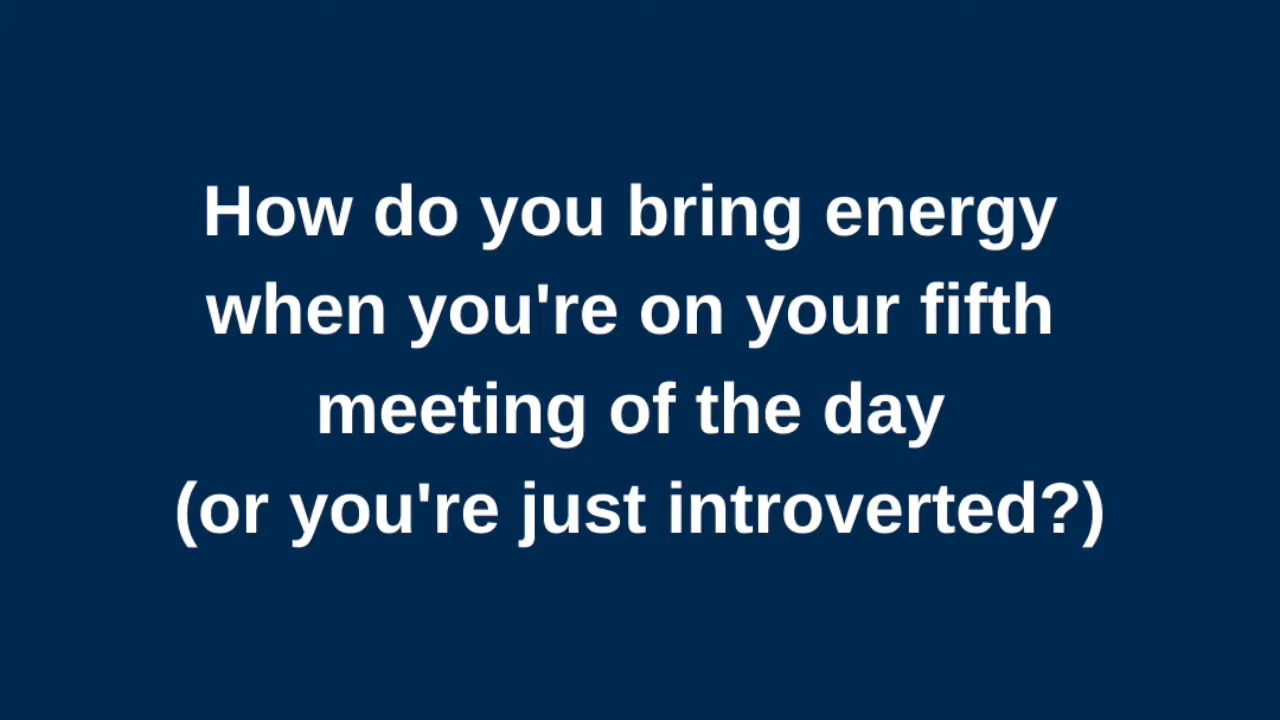 How do you bring energy
when you're on your fifth
meeting of the day
(or you're just introverted?)